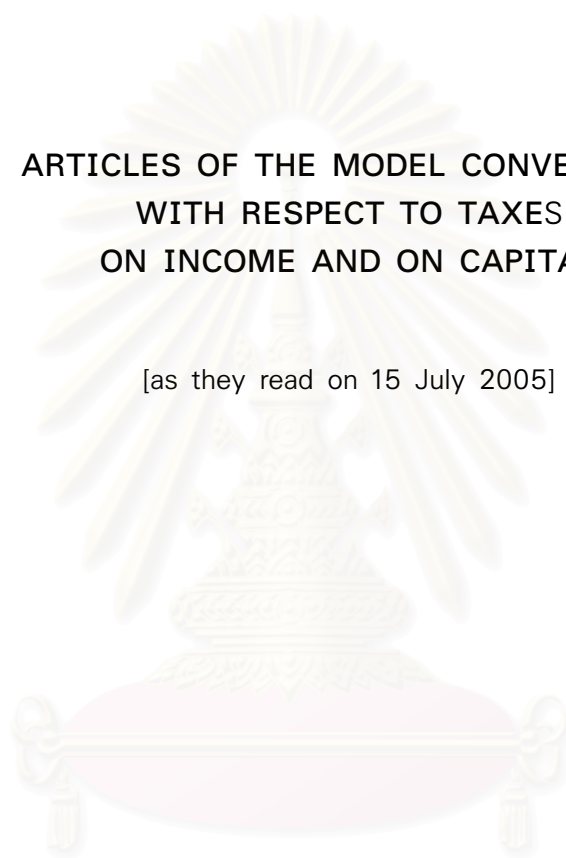 ARTICLES OF THE MODEL CONVE
WITH RESPECT TO TAXES
ON INCOME AND ON CAPITA
[as they read on 15 July 2005]